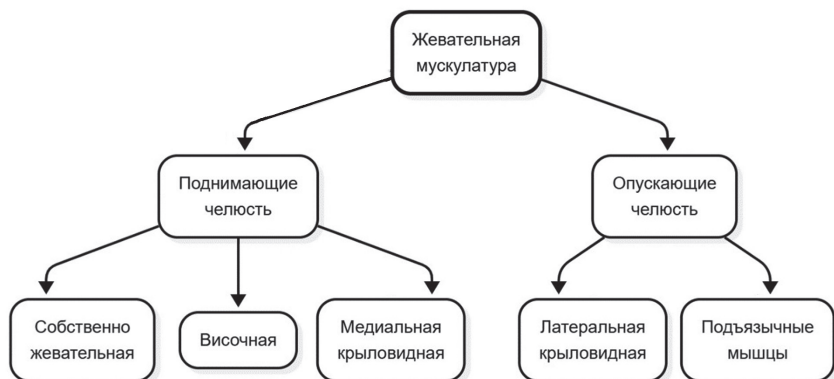 Жевательная
мускулатура
Поднимающие
челюсть
Опускающие
челюсть
Собственно
жевательная
Височная
Медиальная
крыловидная
Латеральная
крыловидная
Подъязычные
мышцы